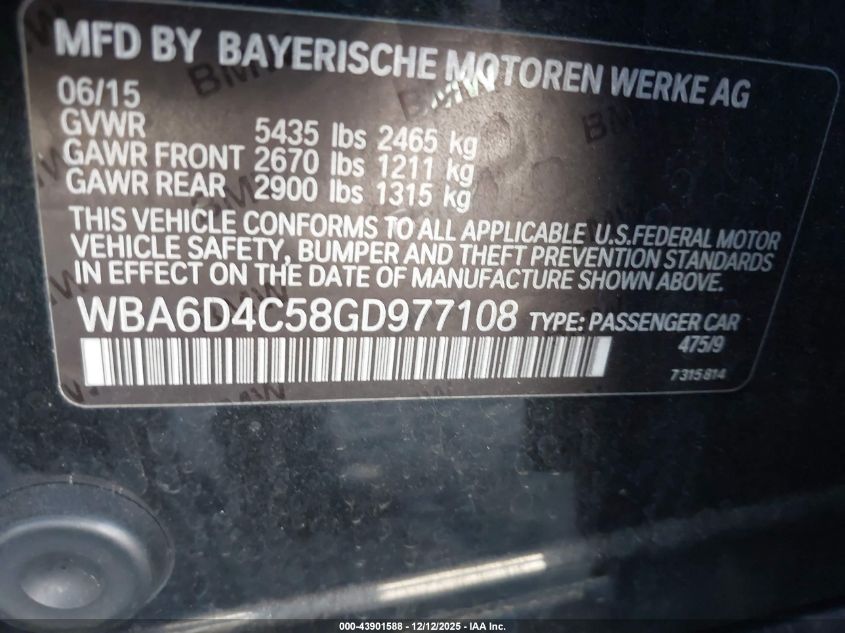 MFD BY BAYERISCHE MOTOREN WERKE AG
06/15
GVWR 5435 lbs 2465 kg
GAWR FRONT 2670 lbs 1211 kg
GAWR REAR 2900 lbs 1315 kg
THIS VEHICLE CONFORMS TO ALL APPLICABLE U.S.FEDERAL MOTOR
VEHICLE SAFETY, BUMPER AND THEFT PREVENTION STANDARDS
IN EFFECT ON THE DATE OF MANUFACTURE SHOWN ABOVE.
WBA6D4C58GD977108 TYPE: PASSENGER CAR
475/9
7315814
000-43901588 - 12/12/2025 - IAA Inc.